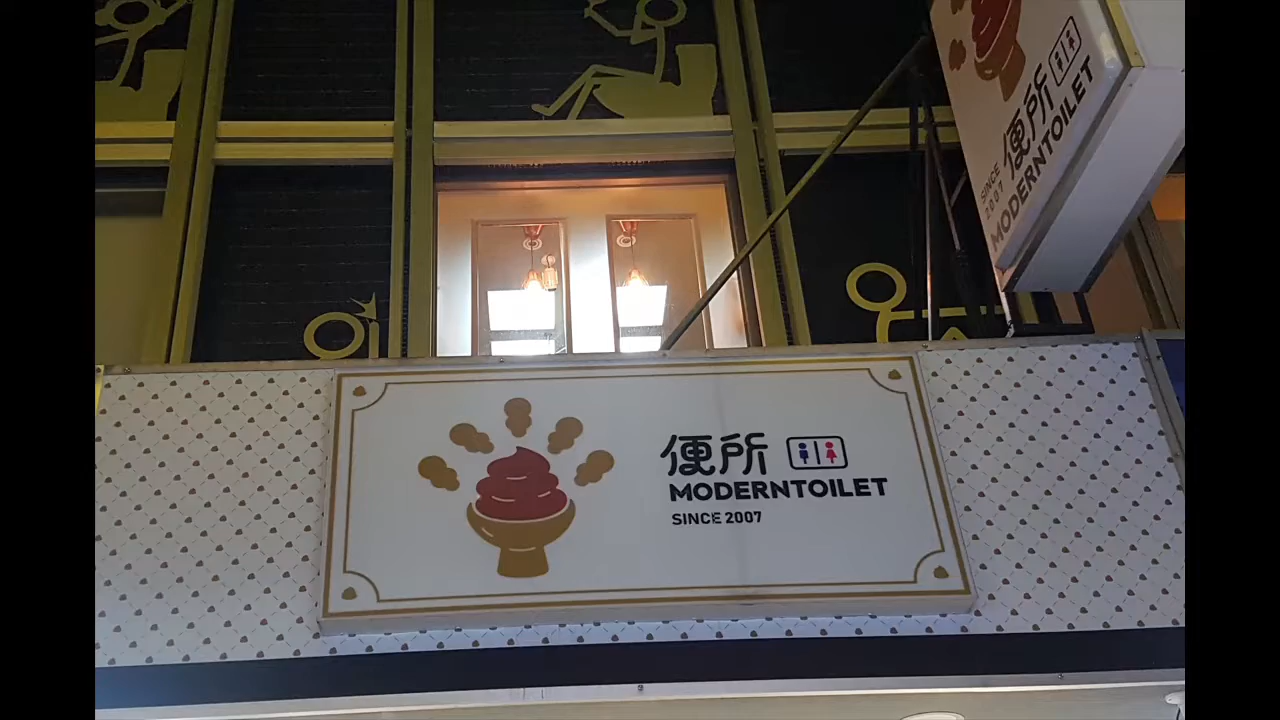 便所
MODERNTOILET
SINCE 2007
SINCE
2007
便所
MODERNTOILET